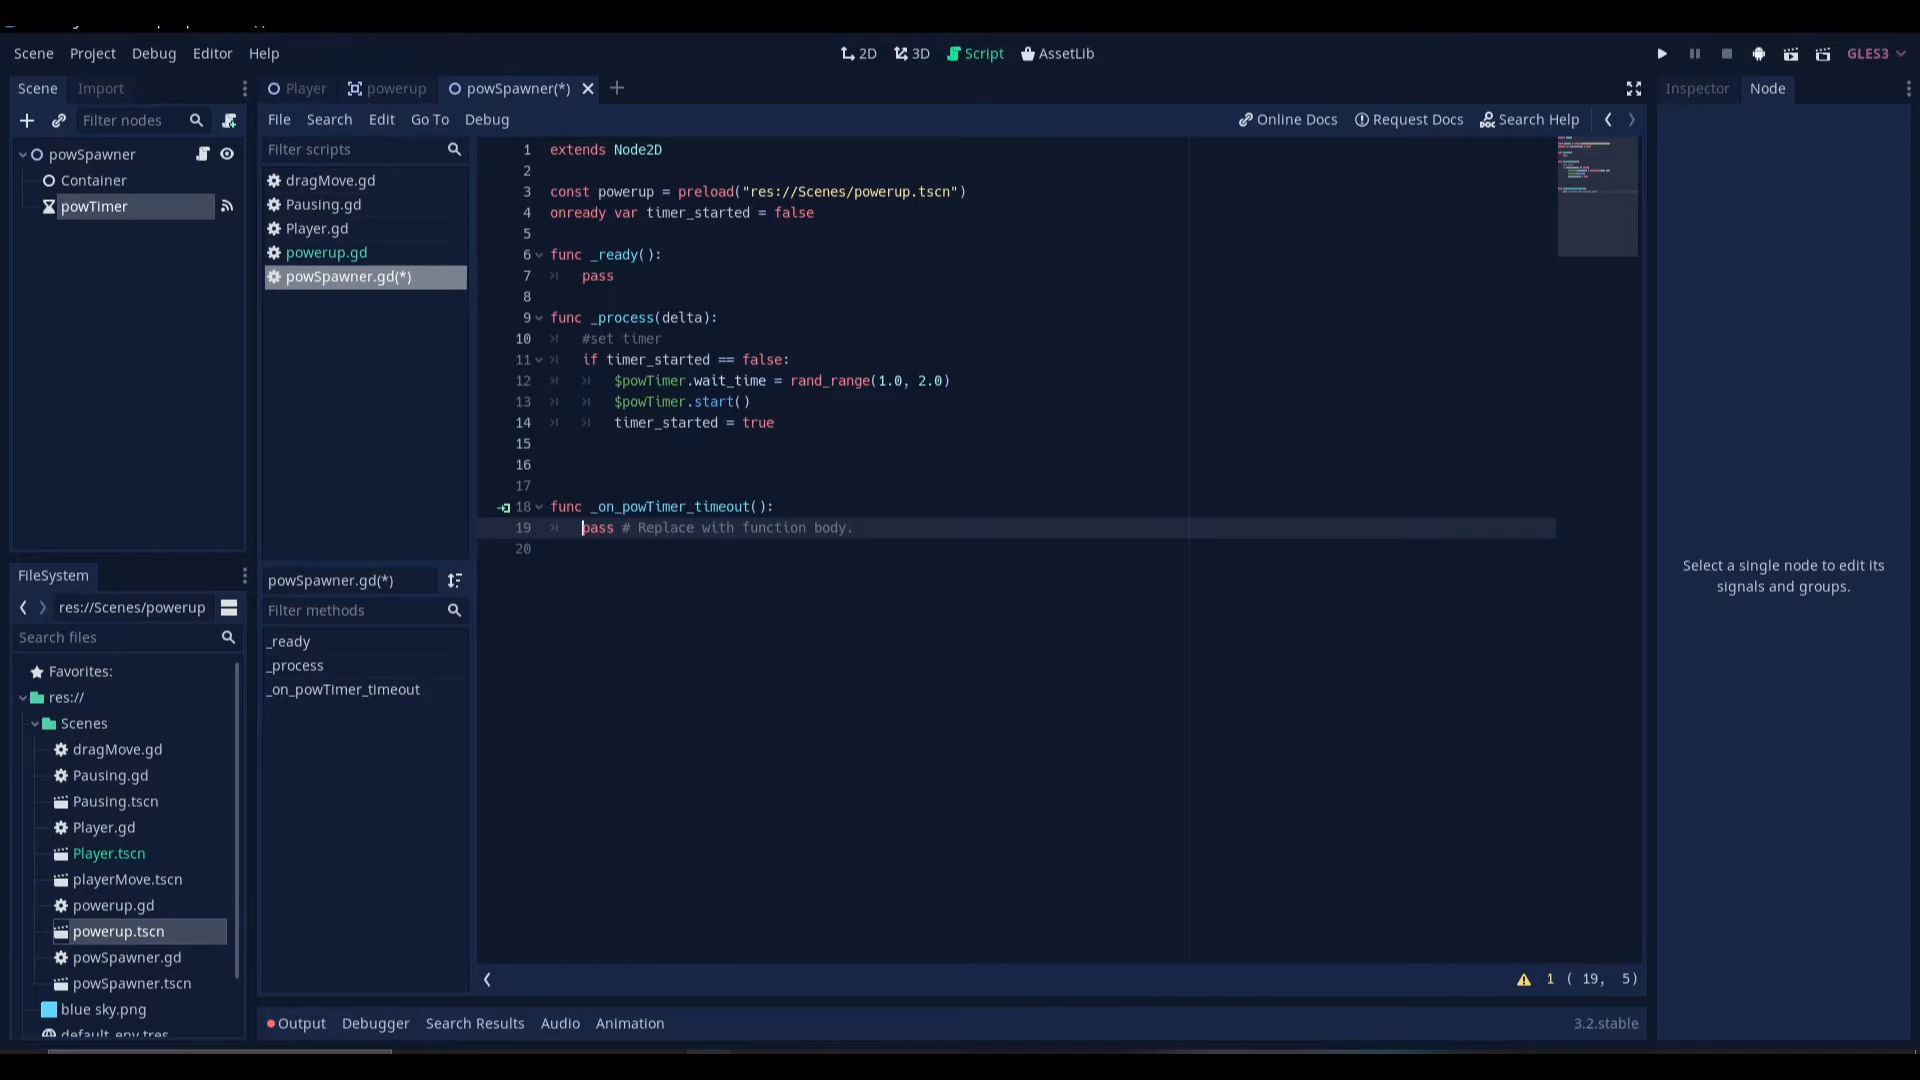 Scene Project Debug Editor Help
2D 3D Script AssetLib
GLES3
Scene Import
Player powerup powSpawner(*)
Inspector Node
Filter nodes
File Search Edit Go To Debug
Online Docs Request Docs Search Help
powSpawner
Container
powTimer
Filter scripts
dragMove.gd
Pausing.gd
Player.gd
powerup.gd
powSpawner.gd(*)
1 extends Node2D
2
3 const powerup = preload("res://Scenes/powerup.tscn")
4 onready var timer_started = false
5
6 func _ready():
7 pass
8
9 func _process(delta):
10 #set timer
11 if timer_started == false:
12 $powTimer.wait_time = rand_range(1.0, 2.0)
13 $powTimer.start()
14 timer_started = true
15
16
17
18 func _on_powTimer_timeout():
19 pass # Replace with function body.
20
Select a single node to edit its
signals and groups.
FileSystem
res://Scenes/powerup
Search files
Favorites:
res://
Scenes
dragMove.gd
Pausing.gd
Pausing.tscn
Player.gd
Player.tscn
playerMove.tscn
powerup.gd
powerup.tscn
powSpawner.gd
powSpawner.tscn
blue sky.png
default_env.tres
powSpawner.gd(*)
Filter methods
_ready
_process
_on_powTimer_timeout
1 ( 19, 5)
Output Debugger Search Results Audio Animation
3.2.stable